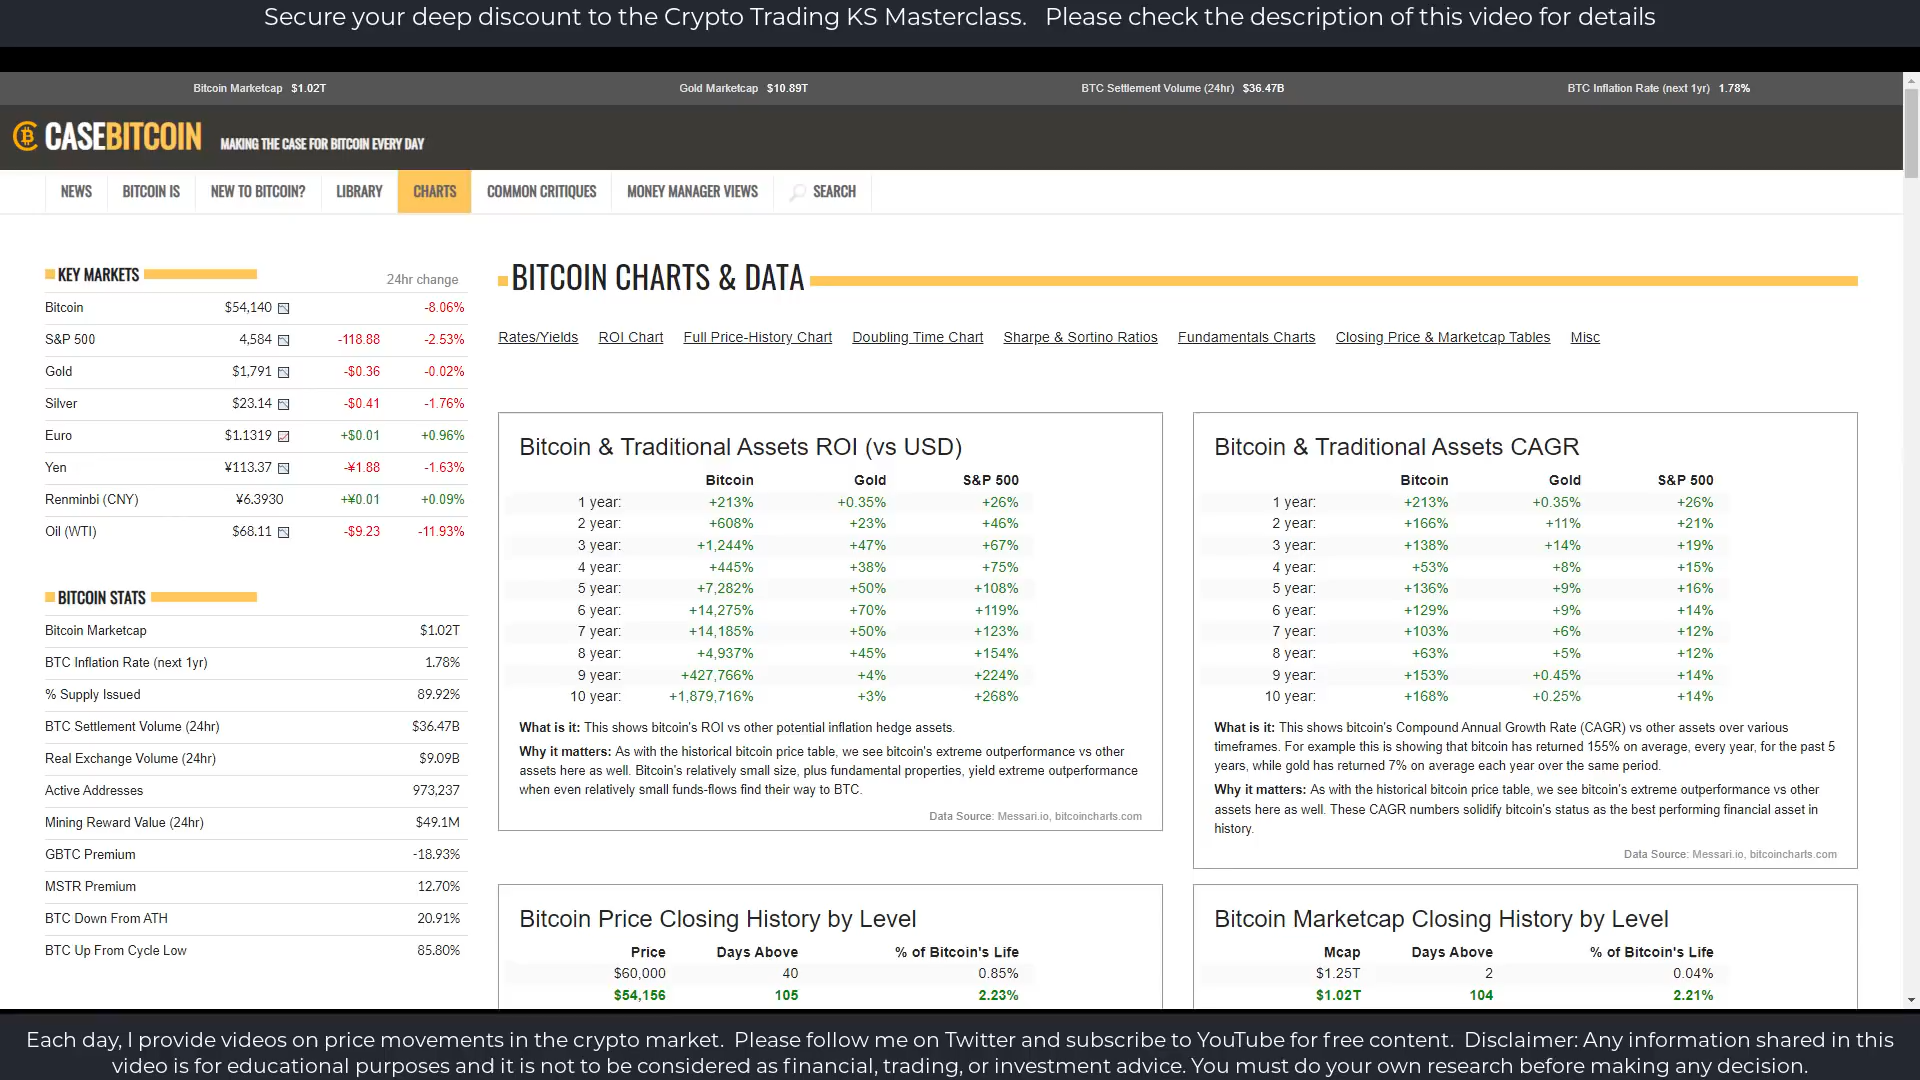 Secure your deep discount to the Crypto Trading KS Masterclass.   Please check the description of this video for details
Bitcoin Marketcap $1.02T Gold Marketcap $10.89T BTC Settlement Volume (24hr) $36.47B BTC Inflation Rate (next 1yr) 1.78%
CASEBITCOIN MAKING THE CASE FOR BITCOIN EVERY DAY
NEWS BITCOIN IS NEW TO BITCOIN? LIBRARY CHARTS COMMON CRITIQUES MONEY MANAGER VIEWS SEARCH
KEY MARKETS 24hr change
Bitcoin $54,140 -8.06%
S&P 500 4,584 -118.88 -2.53%
Gold $1,791 -$0.36 -0.02%
Silver $23.14 -$0.41 -1.76%
Euro $1.1319 +$0.01 +0.96%
Yen ¥113.37 -¥1.88 -1.63%
Renminbi (CNY) ¥6.3930 +¥0.01 +0.09%
Oil (WTI) $68.11 -$9.23 -11.93%
BITCOIN STATS
Bitcoin Marketcap $1.02T
BTC Inflation Rate (next 1yr) 1.78%
% Supply Issued 89.92%
BTC Settlement Volume (24hr) $36.47B
Real Exchange Volume (24hr) $9.09B
Active Addresses 973,237
Mining Reward Value (24hr) $49.1M
GBTC Premium -18.93%
MSTR Premium 12.70%
BTC Down From ATH 20.91%
BTC Up From Cycle Low 85.80%
BITCOIN CHARTS & DATA
Rates/Yields ROI Chart Full Price-History Chart Doubling Time Chart Sharpe & Sortino Ratios Fundamentals Charts Closing Price & Marketcap Tables Misc
Bitcoin & Traditional Assets ROI (vs USD)
Bitcoin Gold S&P 500
1 year: +213% +0.35% +26%
2 year: +608% +23% +46%
3 year: +1,244% +47% +67%
4 year: +445% +38% +75%
5 year: +7,282% +50% +108%
6 year: +14,275% +70% +119%
7 year: +14,185% +50% +123%
8 year: +4,937% +45% +154%
9 year: +427,766% +4% +224%
10 year: +1,879,716% +3% +268%
What is it: This shows bitcoin's ROI vs other potential inflation hedge assets.
Why it matters: As with the historical bitcoin price table, we see bitcoin's extreme outperformance vs other
assets here as well. Bitcoin's relatively small size, plus fundamental properties, yield extreme outperformance
when even relatively small funds-flows find their way to BTC.
Data Source: Messari.io, bitcoincharts.com
Bitcoin & Traditional Assets CAGR
Bitcoin Gold S&P 500
1 year: +213% +0.35% +26%
2 year: +166% +11% +21%
3 year: +138% +14% +19%
4 year: +53% +8% +15%
5 year: +136% +9% +16%
6 year: +129% +9% +14%
7 year: +103% +6% +12%
8 year: +63% +5% +12%
9 year: +153% +0.45% +14%
10 year: +168% +0.25% +14%
What is it: This shows bitcoin's Compound Annual Growth Rate (CAGR) vs other assets over various
timeframes. For example this is showing that bitcoin has returned 155% on average, every year, for the past 5
years, while gold has returned 7% on average each year over the same period.
Why it matters: As with the historical bitcoin price table, we see bitcoin's extreme outperformance vs other
assets here as well. These CAGR numbers solidify bitcoin's status as the best performing financial asset in
history.
Data Source: Messari.io, bitcoincharts.com
Bitcoin Price Closing History by Level
Price Days Above % of Bitcoin's Life
$60,000 40 0.85%
$54,156 105 2.23%
Bitcoin Marketcap Closing History by Level
Mcap Days Above % of Bitcoin's Life
$1.25T 2 0.04%
$1.02T 104 2.21%
Each day, I provide videos on price movements in the crypto market.  Please follow me on Twitter and subscribe to YouTube for free content.  Disclaimer: Any information shared in this
video is for educational purposes and it is not to be considered as financial, trading, or investment advice. You must do your own research before making any decision.